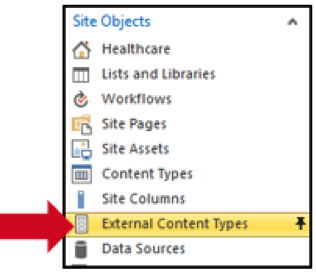 Site Objects
Healthcare
Lists and Libraries
Workflows
Site Pages
Site Assets
Content Types
Site Columns
External Content Types
Data Sources